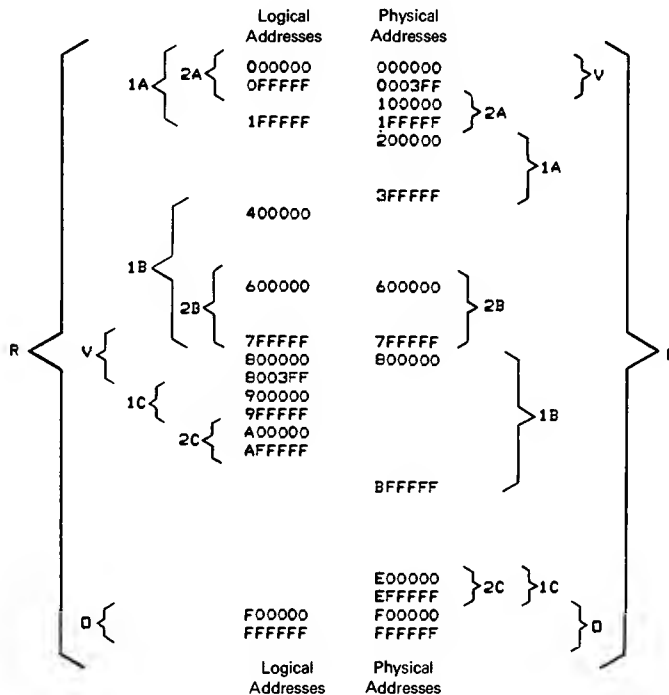 Logical Physical
Addresses Addresses
1A 2A 000000 000000 V
0FFFFF 0003FF
100000 2A
1FFFFF 1FFFFF
200000
1A
3FFFFF
400000
1B
2B 600000 600000 2B
7FFFFF 7FFFFF
R V 800000 800000
8003FF
1C 900000
9FFFFF 1B
2C A00000
AFFFFF
BFFFFF
E00000 2C 1C
EFFFFF
O F00000 F00000 O
FFFFFF FFFFFF
Logical Physical
Addresses Addresses